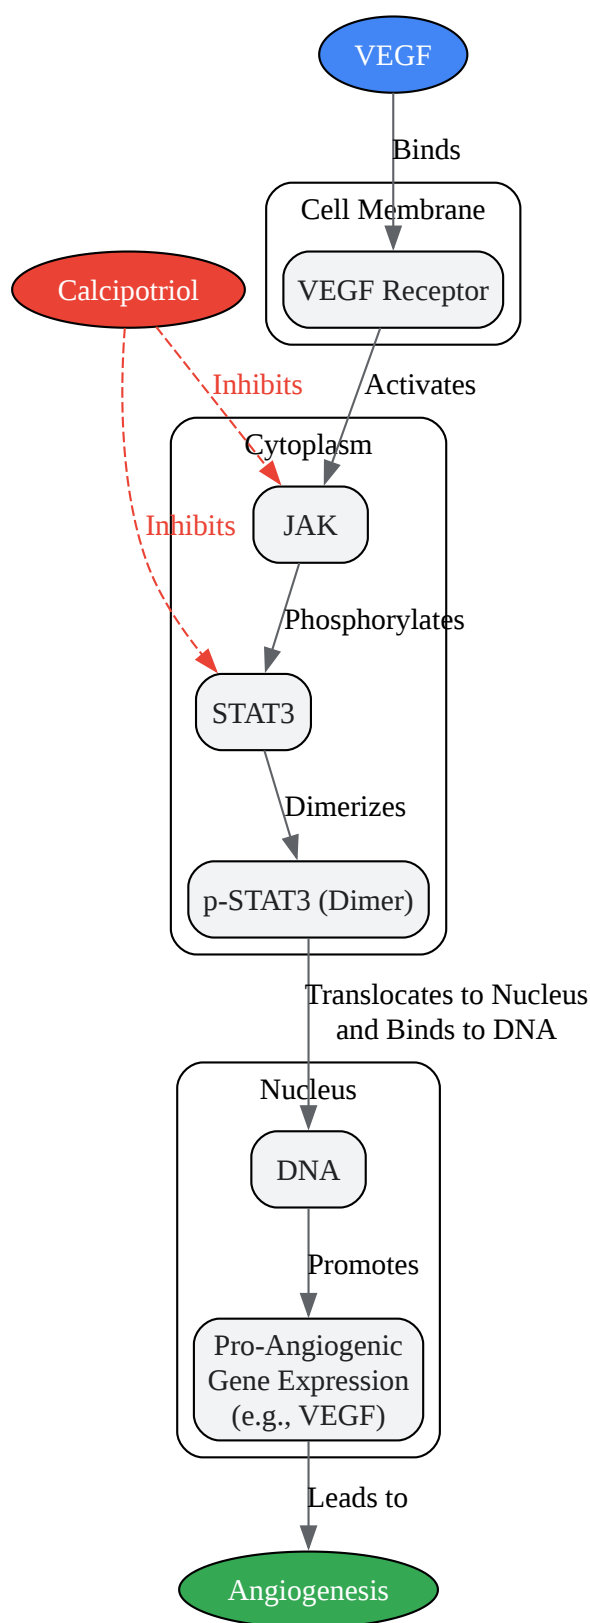 VEGF
Binds
Cell Membrane
VEGF Receptor
Calcipotriol
Inhibits
Activates
Cytoplasm
JAK
Inhibits
Phosphorylates
STAT3
Dimerizes
p-STAT3 (Dimer)
Translocates to Nucleus
and Binds to DNA
Nucleus
DNA
Promotes
Pro-Angiogenic
Gene Expression
(e.g., VEGF)
Leads to
Angiogenesis